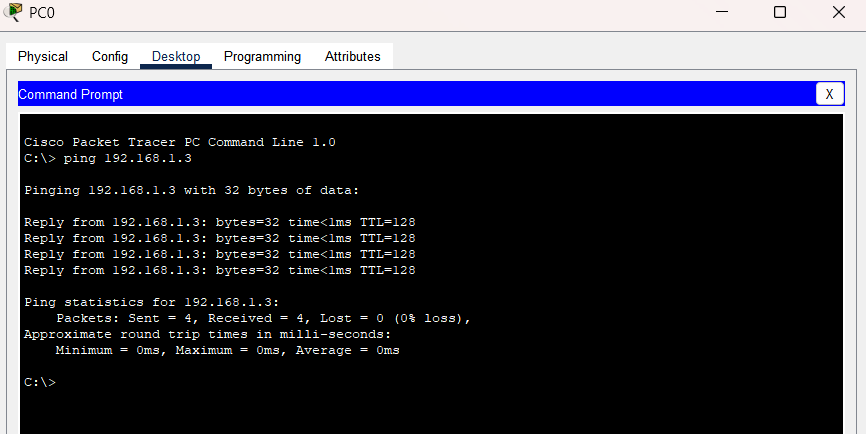 PC0
Physical Config Desktop Programming Attributes
Command Prompt
X
Cisco Packet Tracer PC Command Line 1.0
C:\> ping 192.168.1.3
Pinging 192.168.1.3 with 32 bytes of data:
Reply from 192.168.1.3: bytes=32 time<1ms TTL=128
Reply from 192.168.1.3: bytes=32 time<1ms TTL=128
Reply from 192.168.1.3: bytes=32 time<1ms TTL=128
Reply from 192.168.1.3: bytes=32 time<1ms TTL=128
Ping statistics for 192.168.1.3:
    Packets: Sent = 4, Received = 4, Lost = 0 (0% loss),
Approximate round trip times in milli-seconds:
    Minimum = 0ms, Maximum = 0ms, Average = 0ms
C:\>